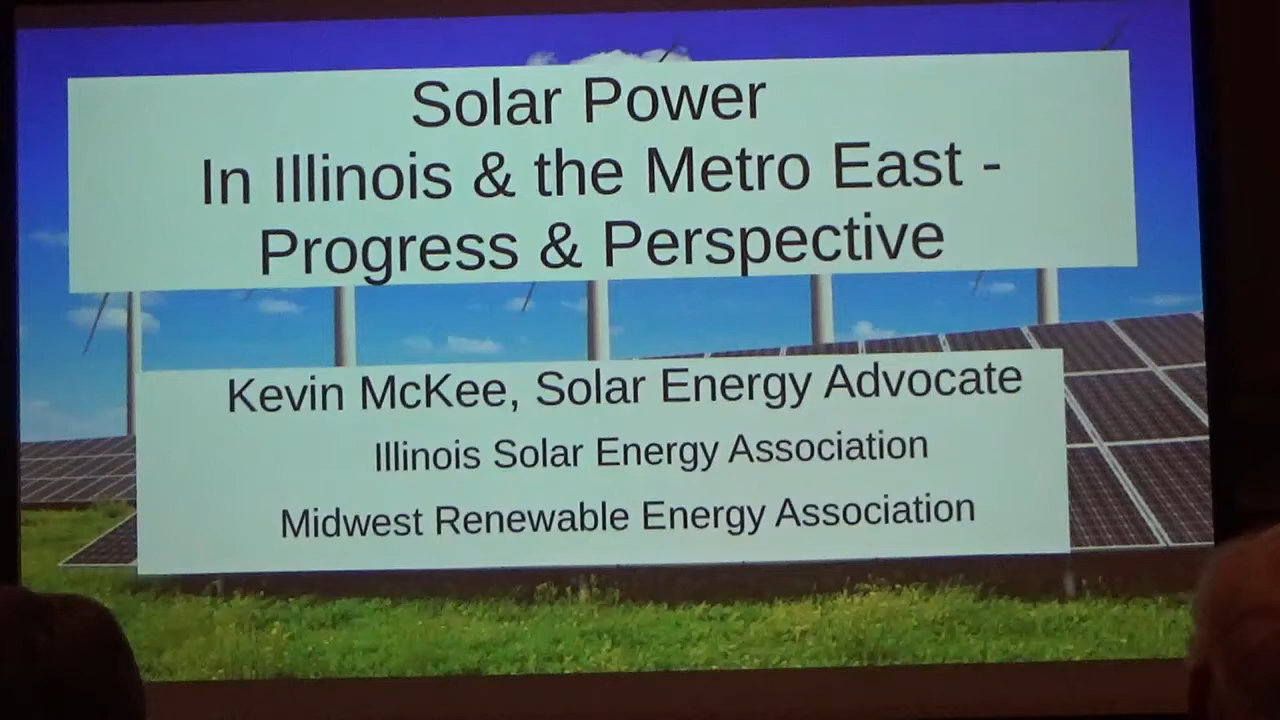 Solar Power
In Illinois & the Metro East -
Progress & Perspective
Kevin McKee, Solar Energy Advocate
Illinois Solar Energy Association
Midwest Renewable Energy Association